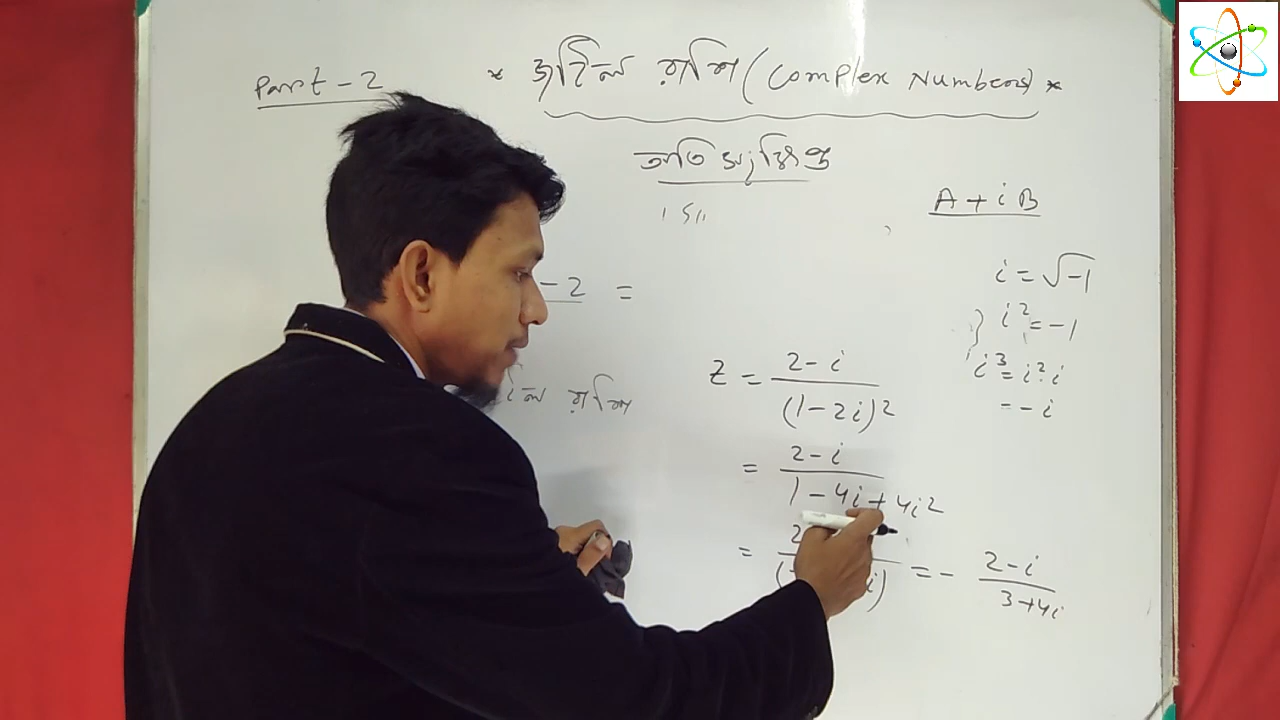 Part - 2
* জটিল রাশি (Complex Numbers) *
অতি সংক্ষিপ্ত
A + iB
i = √-1
-2 =
i² = -1
i³ = i²·i
= -i
Z = 2-i / (1-2i)²
রাশি
= 2-i / 1-4i+4i²
= - 2-i / 3+4i